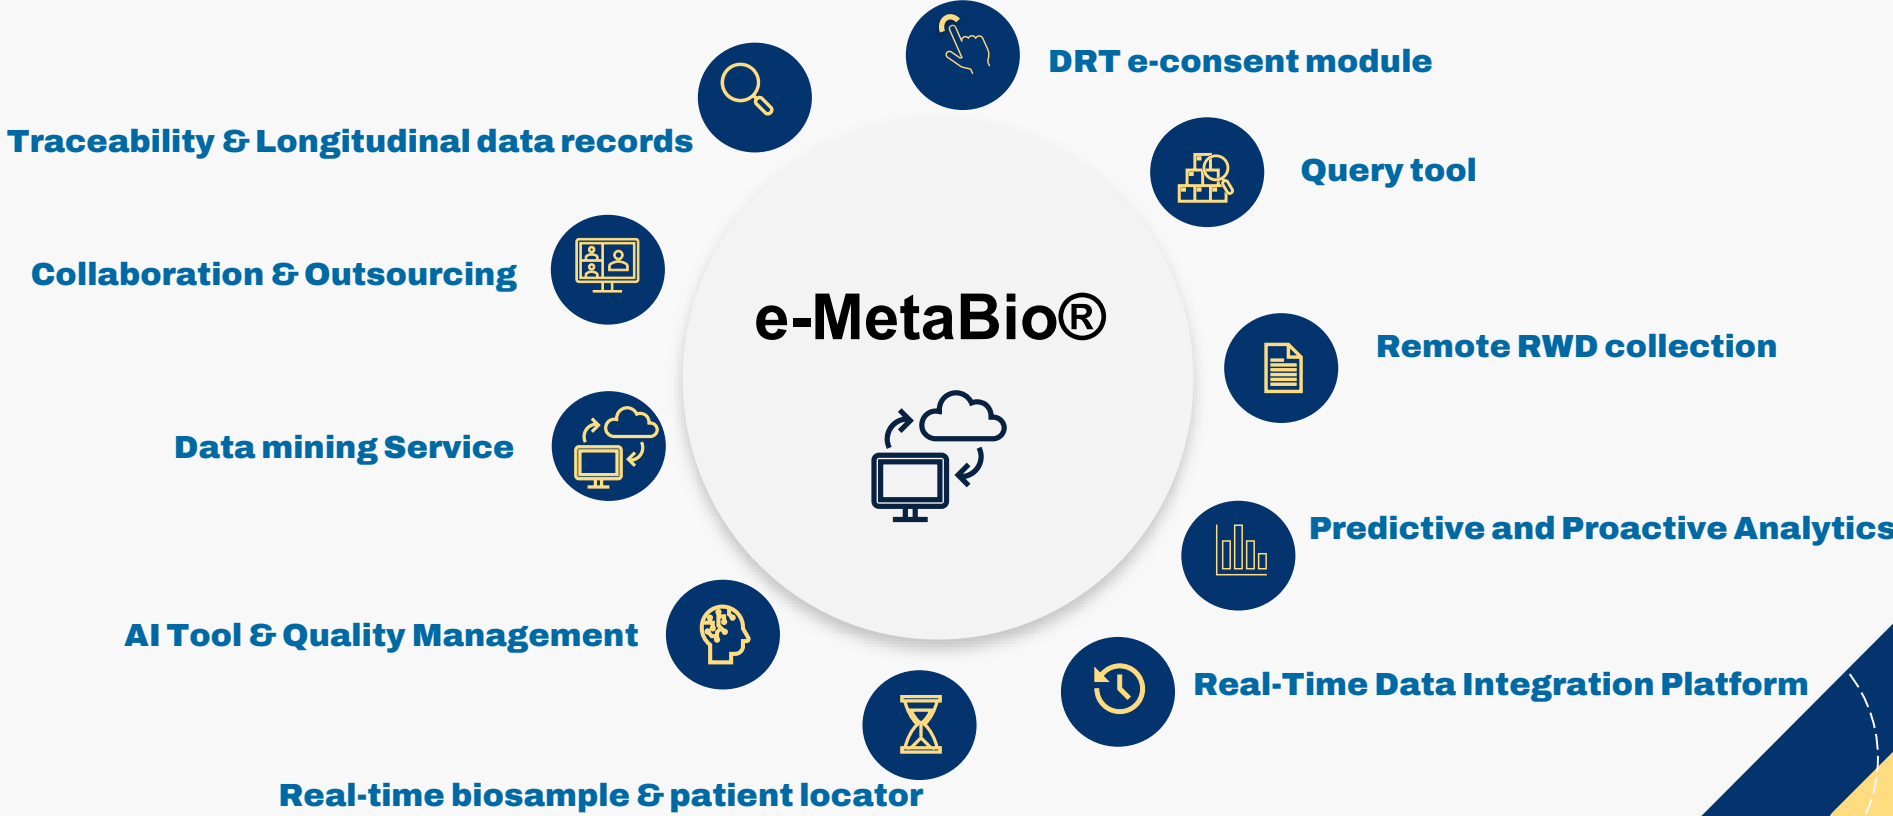 DRT e-consent module
Traceability & Longitudinal data records
Query tool
Collaboration & Outsourcing
e-MetaBio®
Remote RWD collection
Data mining Service
Predictive and Proactive Analytics
AI Tool & Quality Management
Real-Time Data Integration Platform
Real-time biosample & patient locator